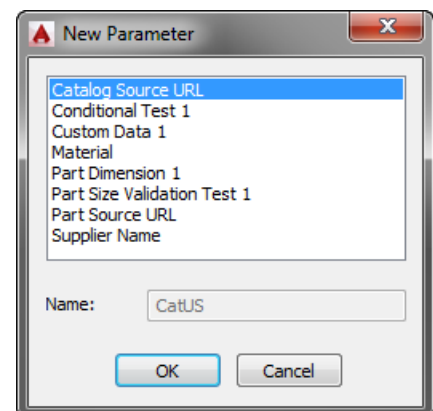 New Parameter
Catalog Source URL
Conditional Test 1
Custom Data 1
Material
Part Dimension 1
Part Size Validation Test 1
Part Source URL
Supplier Name
Name: CatUS
OK Cancel